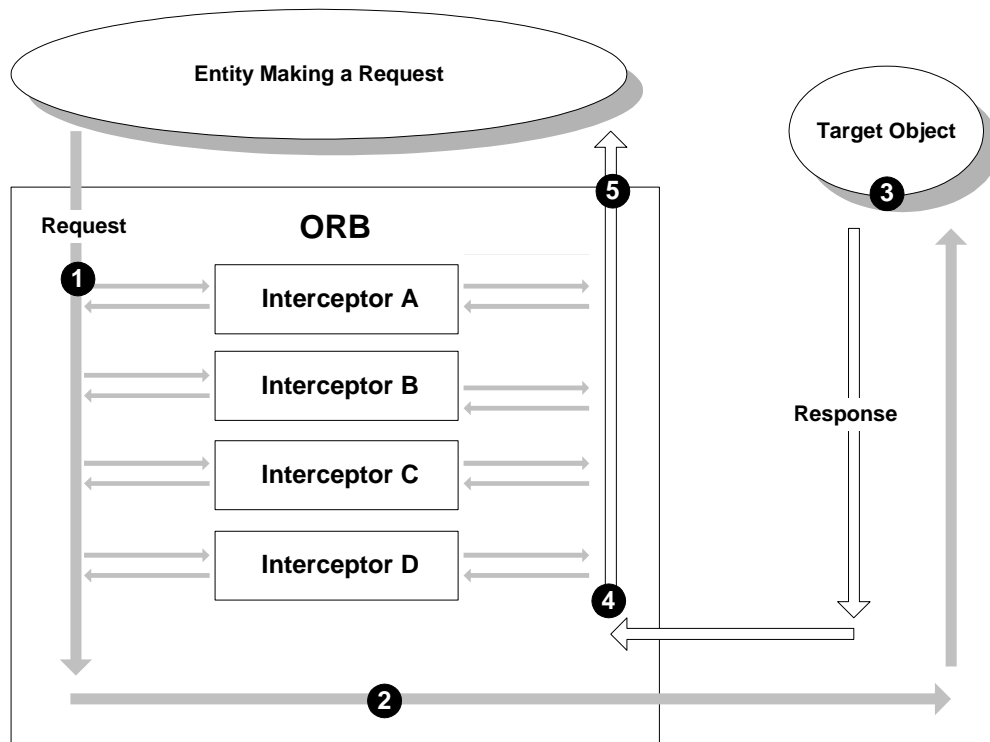 Entity Making a Request
Target Object
3
5
Request
ORB
1
Interceptor A
Interceptor B
Response
Interceptor C
Interceptor D
4
2